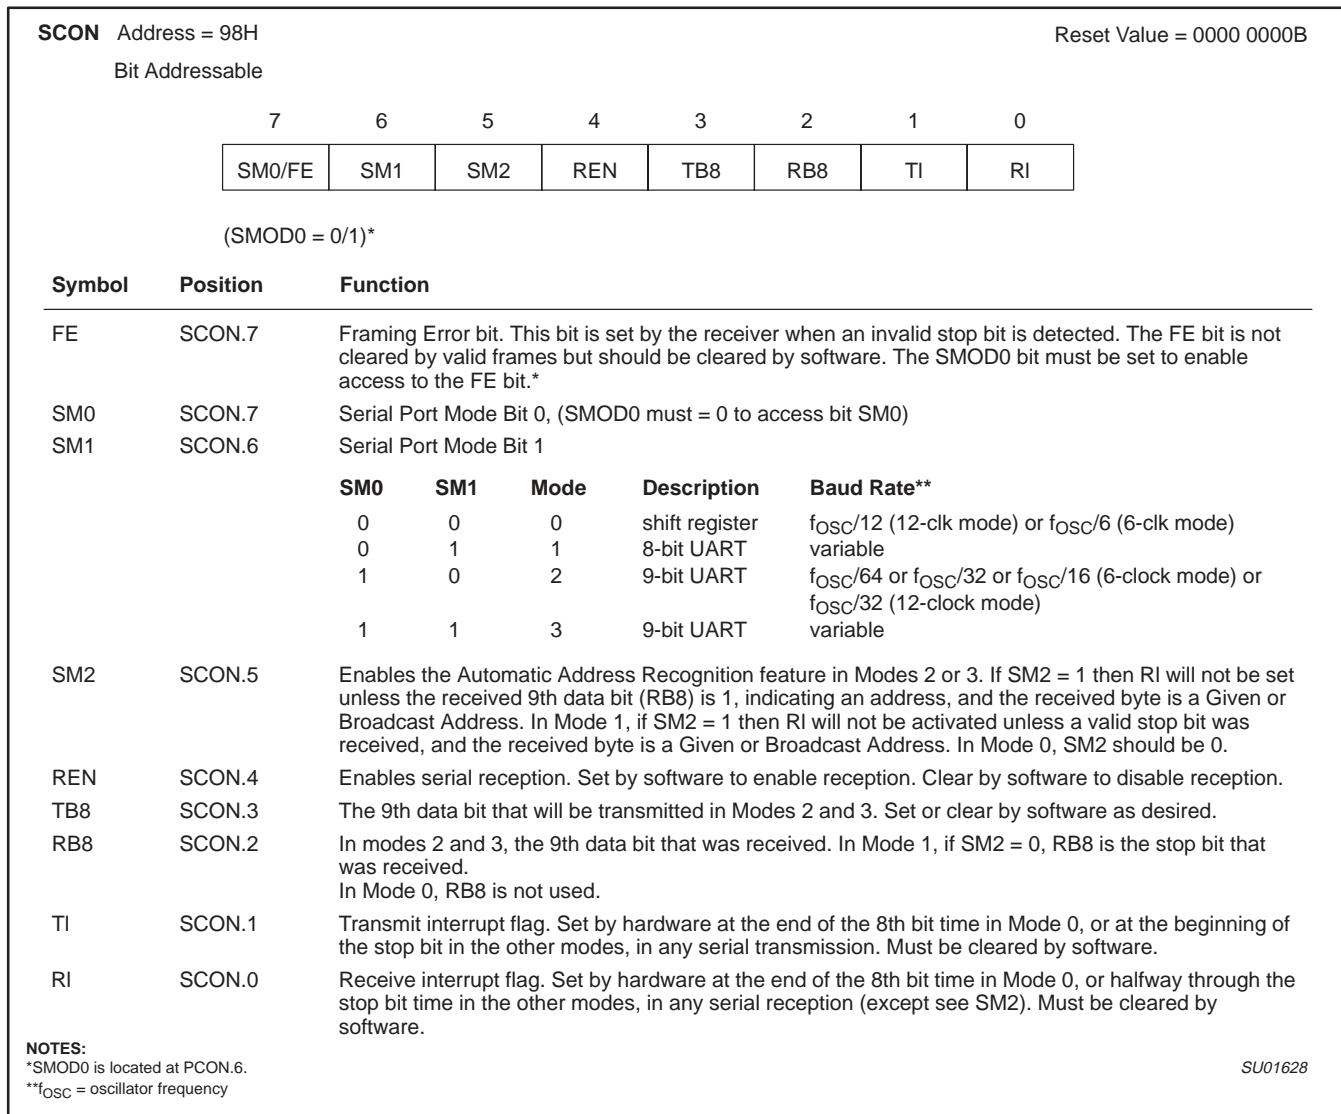 SCON Address = 98H Reset Value = 0000 0000B
Bit Addressable
7 6 5 4 3 2 1 0
SM0/FE SM1 SM2 REN TB8 RB8 TI RI
(SMOD0 = 0/1)*
Symbol Position Function
FE SCON.7 Framing Error bit. This bit is set by the receiver when an invalid stop bit is detected. The FE bit is not
cleared by valid frames but should be cleared by software. The SMOD0 bit must be set to enable
access to the FE bit.*
SM0 SCON.7 Serial Port Mode Bit 0, (SMOD0 must = 0 to access bit SM0)
SM1 SCON.6 Serial Port Mode Bit 1
SM0 SM1 Mode Description Baud Rate**
0 0 0 shift register fOSC/12 (12-clk mode) or fOSC/6 (6-clk mode)
0 1 1 8-bit UART variable
1 0 2 9-bit UART fOSC/64 or fOSC/32 or fOSC/16 (6-clock mode) or
fOSC/32 (12-clock mode)
1 1 3 9-bit UART variable
SM2 SCON.5 Enables the Automatic Address Recognition feature in Modes 2 or 3. If SM2 = 1 then RI will not be set
unless the received 9th data bit (RB8) is 1, indicating an address, and the received byte is a Given or
Broadcast Address. In Mode 1, if SM2 = 1 then RI will not be activated unless a valid stop bit was
received, and the received byte is a Given or Broadcast Address. In Mode 0, SM2 should be 0.
REN SCON.4 Enables serial reception. Set by software to enable reception. Clear by software to disable reception.
TB8 SCON.3 The 9th data bit that will be transmitted in Modes 2 and 3. Set or clear by software as desired.
RB8 SCON.2 In modes 2 and 3, the 9th data bit that was received. In Mode 1, if SM2 = 0, RB8 is the stop bit that
was received.
In Mode 0, RB8 is not used.
TI SCON.1 Transmit interrupt flag. Set by hardware at the end of the 8th bit time in Mode 0, or at the beginning of
the stop bit in the other modes, in any serial transmission. Must be cleared by software.
RI SCON.0 Receive interrupt flag. Set by hardware at the end of the 8th bit time in Mode 0, or halfway through the
stop bit time in the other modes, in any serial reception (except see SM2). Must be cleared by
software.
NOTES:
*SMOD0 is located at PCON.6. SU01628
**fOSC = oscillator frequency